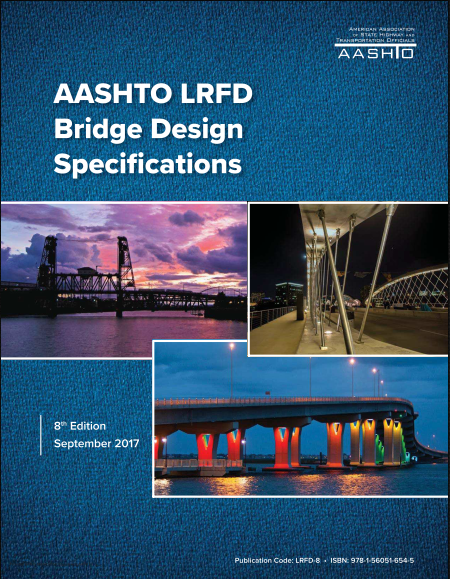 AMERICAN ASSOCIATION
OF STATE HIGHWAY AND
TRANSPORTATION OFFICIALS
AASHTO
AASHTO LRFD
Bridge Design
Specifications
8th Edition
September 2017
Publication Code: LRFD-8 • ISBN: 978-1-56051-654-5